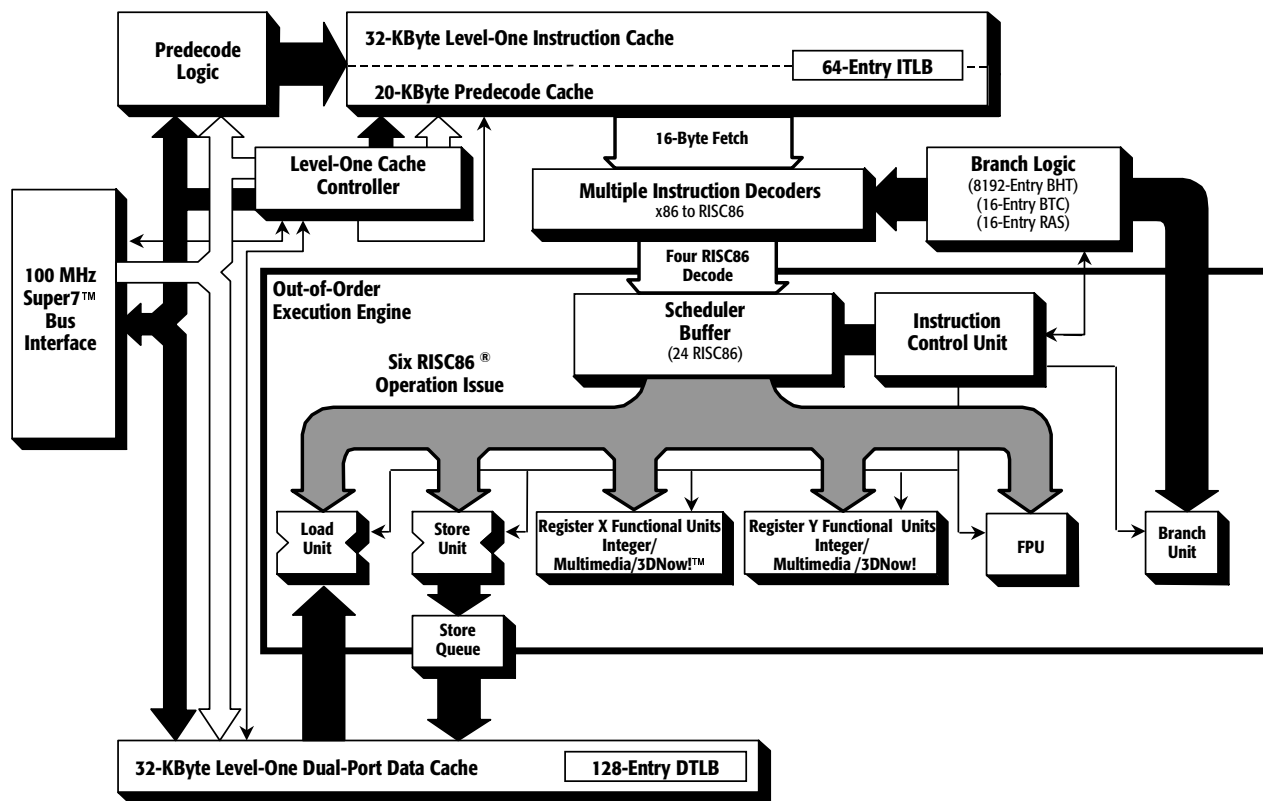 Predecode
Logic
32-KByte Level-One Instruction Cache
64-Entry ITLB
20-KByte Predecode Cache
16-Byte Fetch
Level-One Cache
Controller
Multiple Instruction Decoders
x86 to RISC86
Branch Logic
(8192-Entry BHT)
(16-Entry BTC)
(16-Entry RAS)
Four RISC86
Decode
100 MHz
Super7™
Bus
Interface
Out-of-Order
Execution Engine
Scheduler
Buffer
(24 RISC86)
Instruction
Control Unit
Six RISC86 ®
Operation Issue
Load
Unit
Store
Unit
Register X Functional Units
Integer/
Multimedia/3DNow!™
Register Y Functional Units
Integer/
Multimedia /3DNow!
FPU
Branch
Unit
Store
Queue
32-KByte Level-One Dual-Port Data Cache
128-Entry DTLB